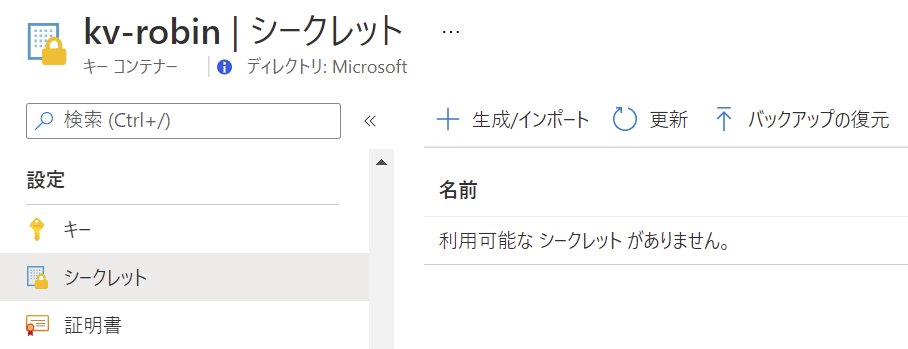 kv-robin | シークレット …
キー コンテナー | ディレクトリ: Microsoft
検索 (Ctrl+/) «
＋ 生成/インポート 更新 バックアップの復元
設定
名前
キー
利用可能な シークレット がありません。
シークレット
証明書